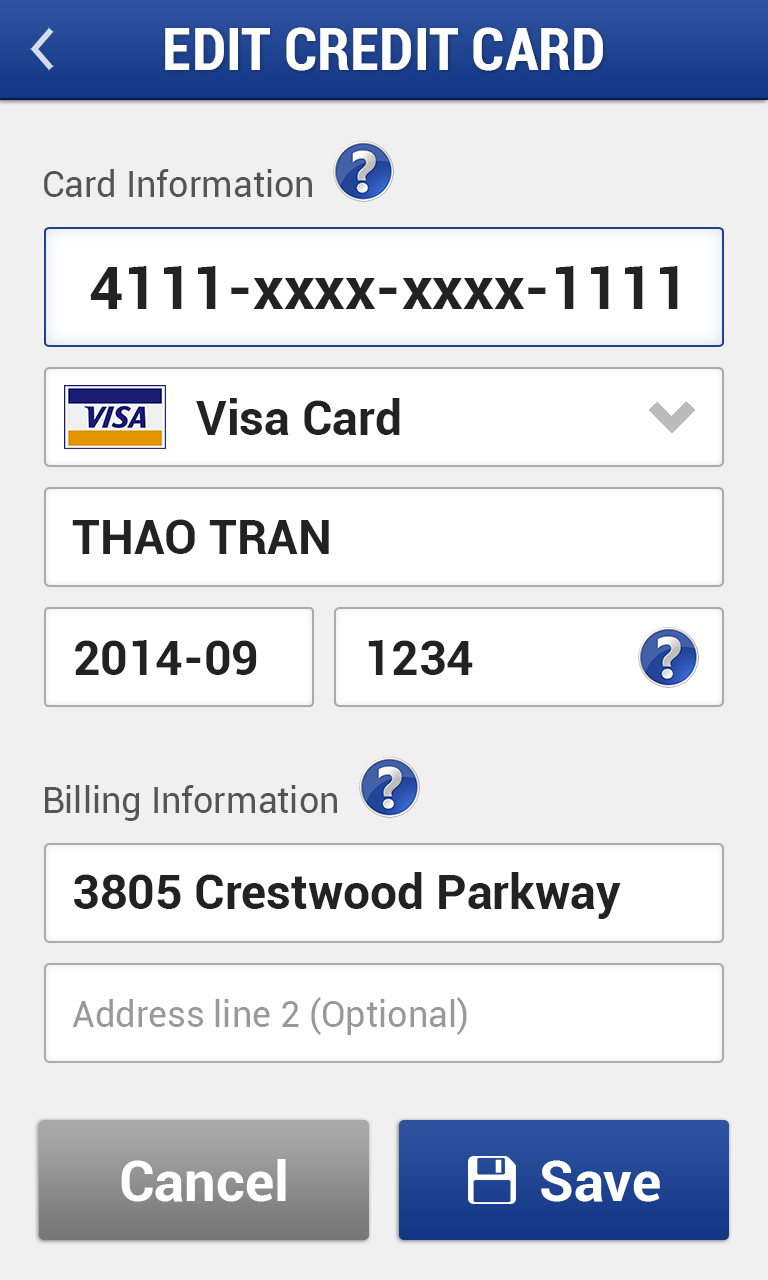 EDIT CREDIT CARD
Card Information ?
4111-xxxx-xxxx-1111
VISA Visa Card
THAO TRAN
2014-09 1234 ?
Billing Information ?
3805 Crestwood Parkway
Address line 2 (Optional)
Cancel Save